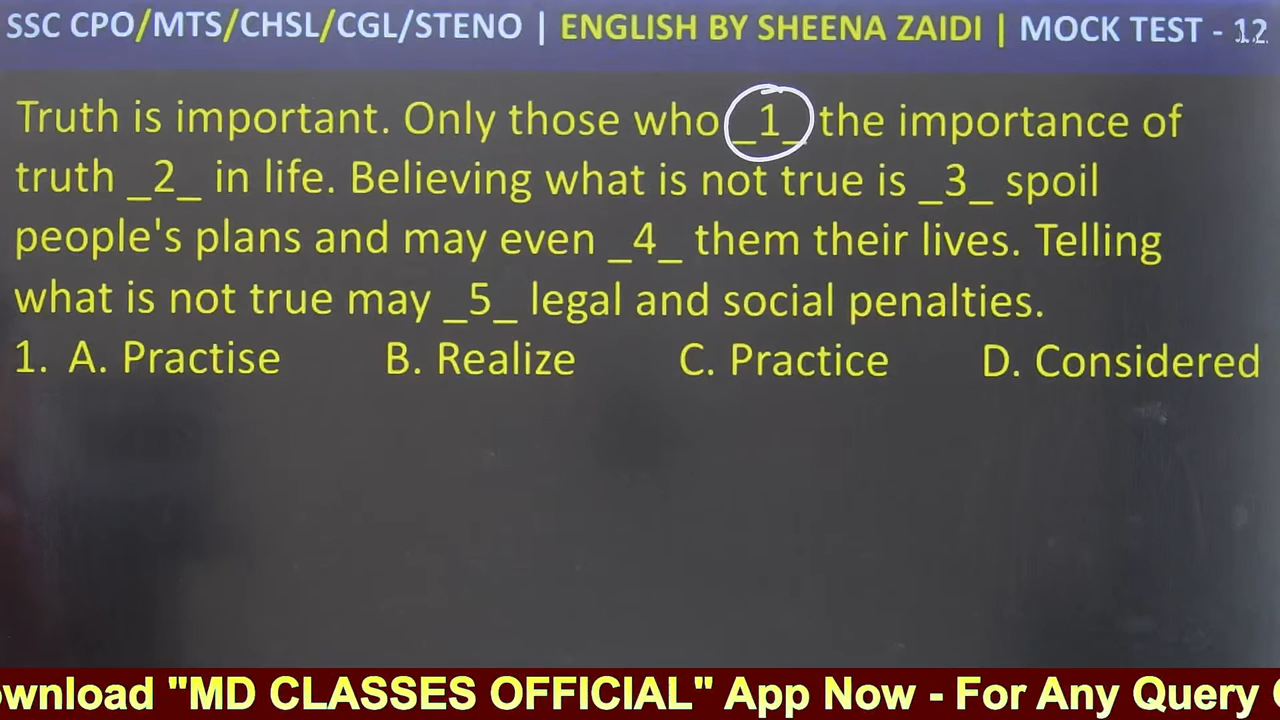 SSC CPO/MTS/CHSL/CGL/STENO | ENGLISH BY SHEENA ZAIDI | MOCK TEST - 12
Truth is important. Only those who _1_ the importance of
truth _2_ in life. Believing what is not true is _3_ spoil
people's plans and may even _4_ them their lives. Telling
what is not true may _5_ legal and social penalties.
1. A. Practise B. Realize C. Practice D. Considered
ownload "MD CLASSES OFFICIAL" App Now - For Any Query